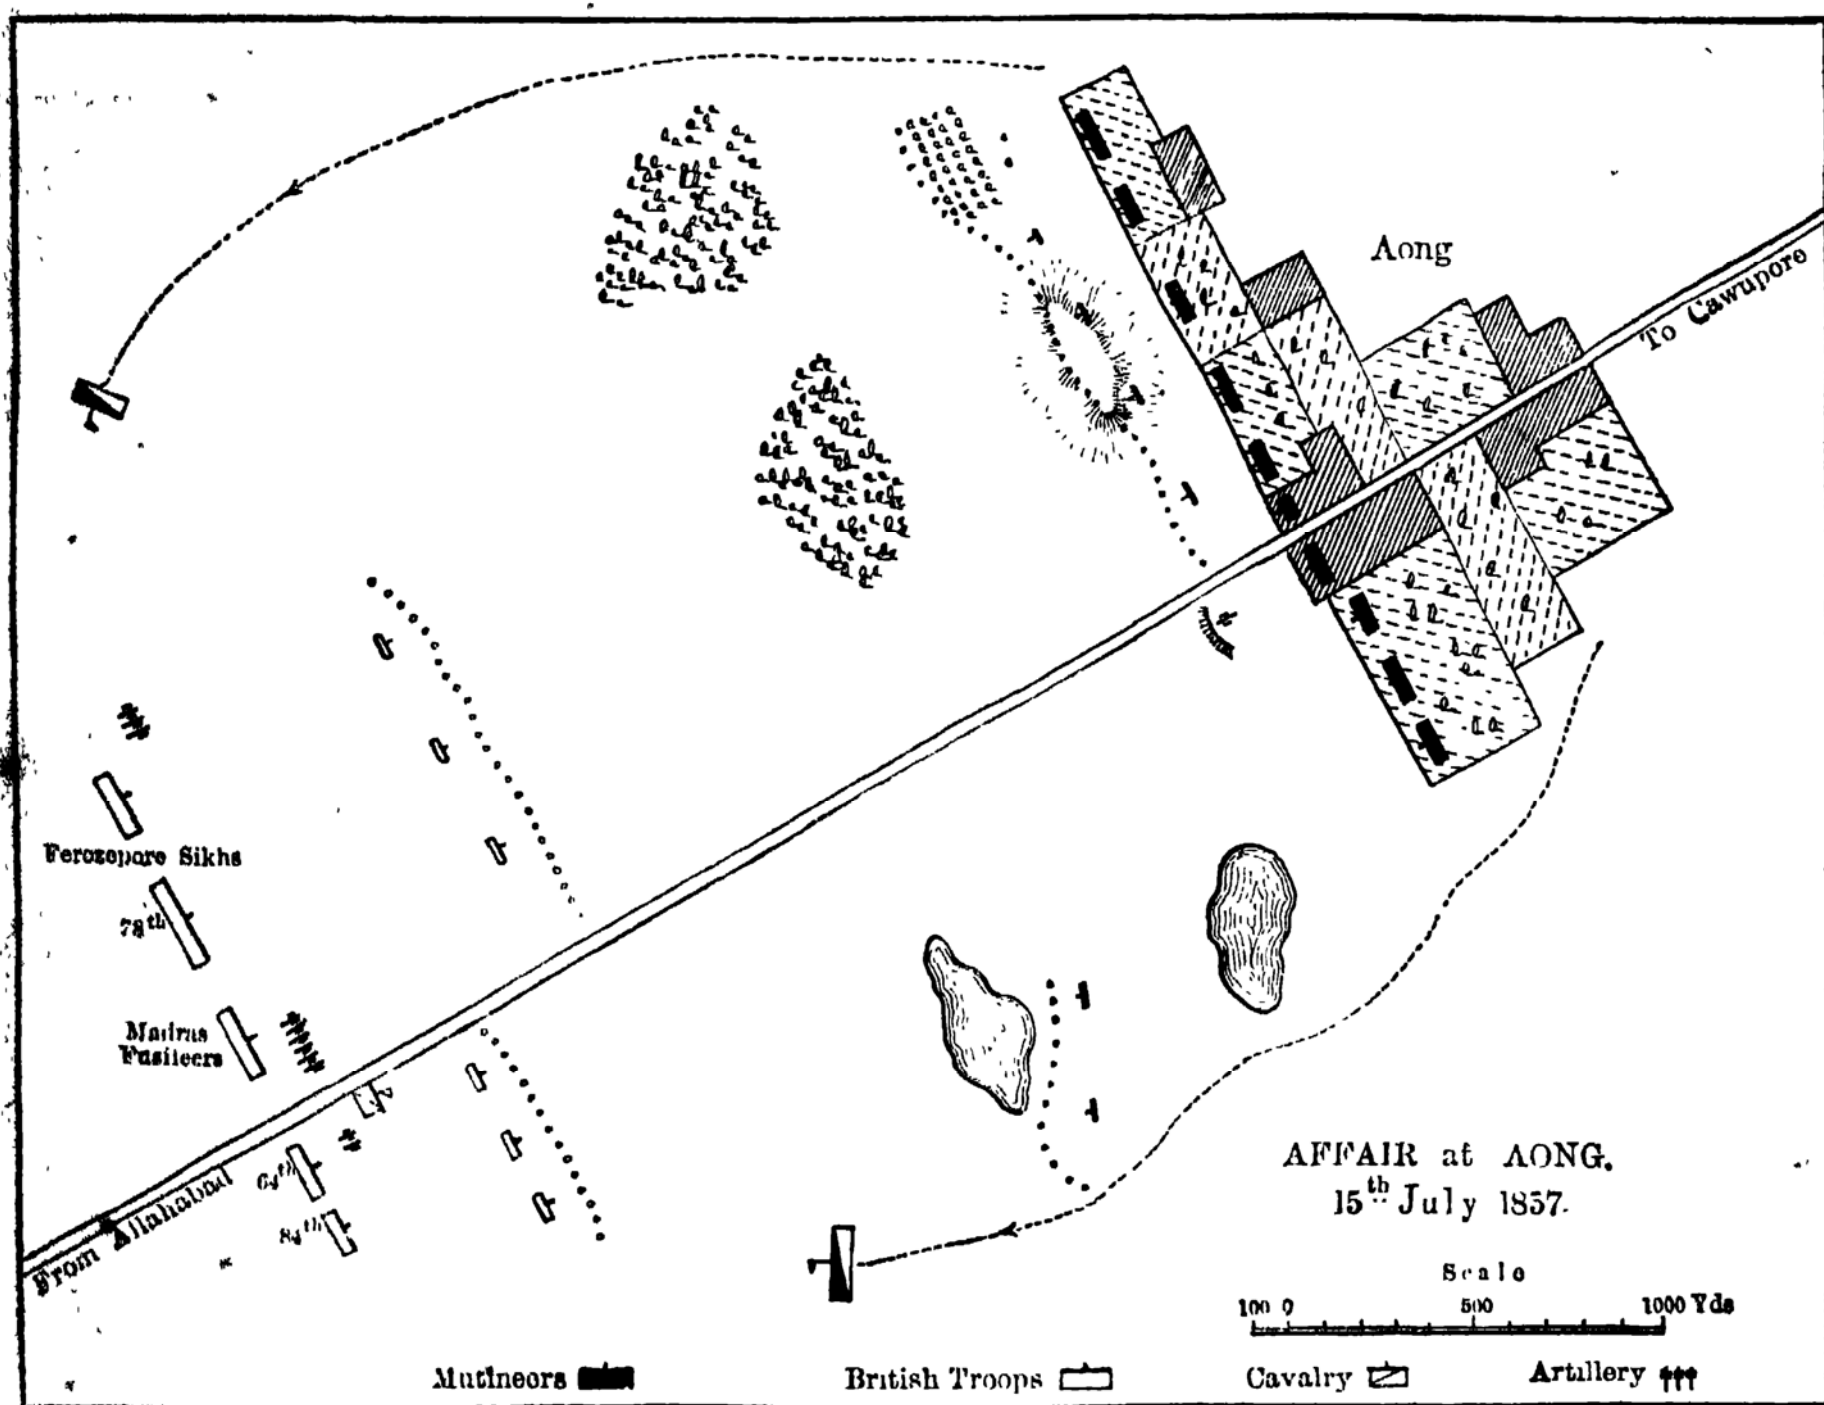 Aong
To Cawupore
Ferozepore Sikhs
78th
Madras
Fusileers
64th
84th
From Allahabad
AFFAIR at AONG.
15th July 1857.
Scale
100 0 500 1000 Yds
Mutineers
British Troops
Cavalry
Artillery